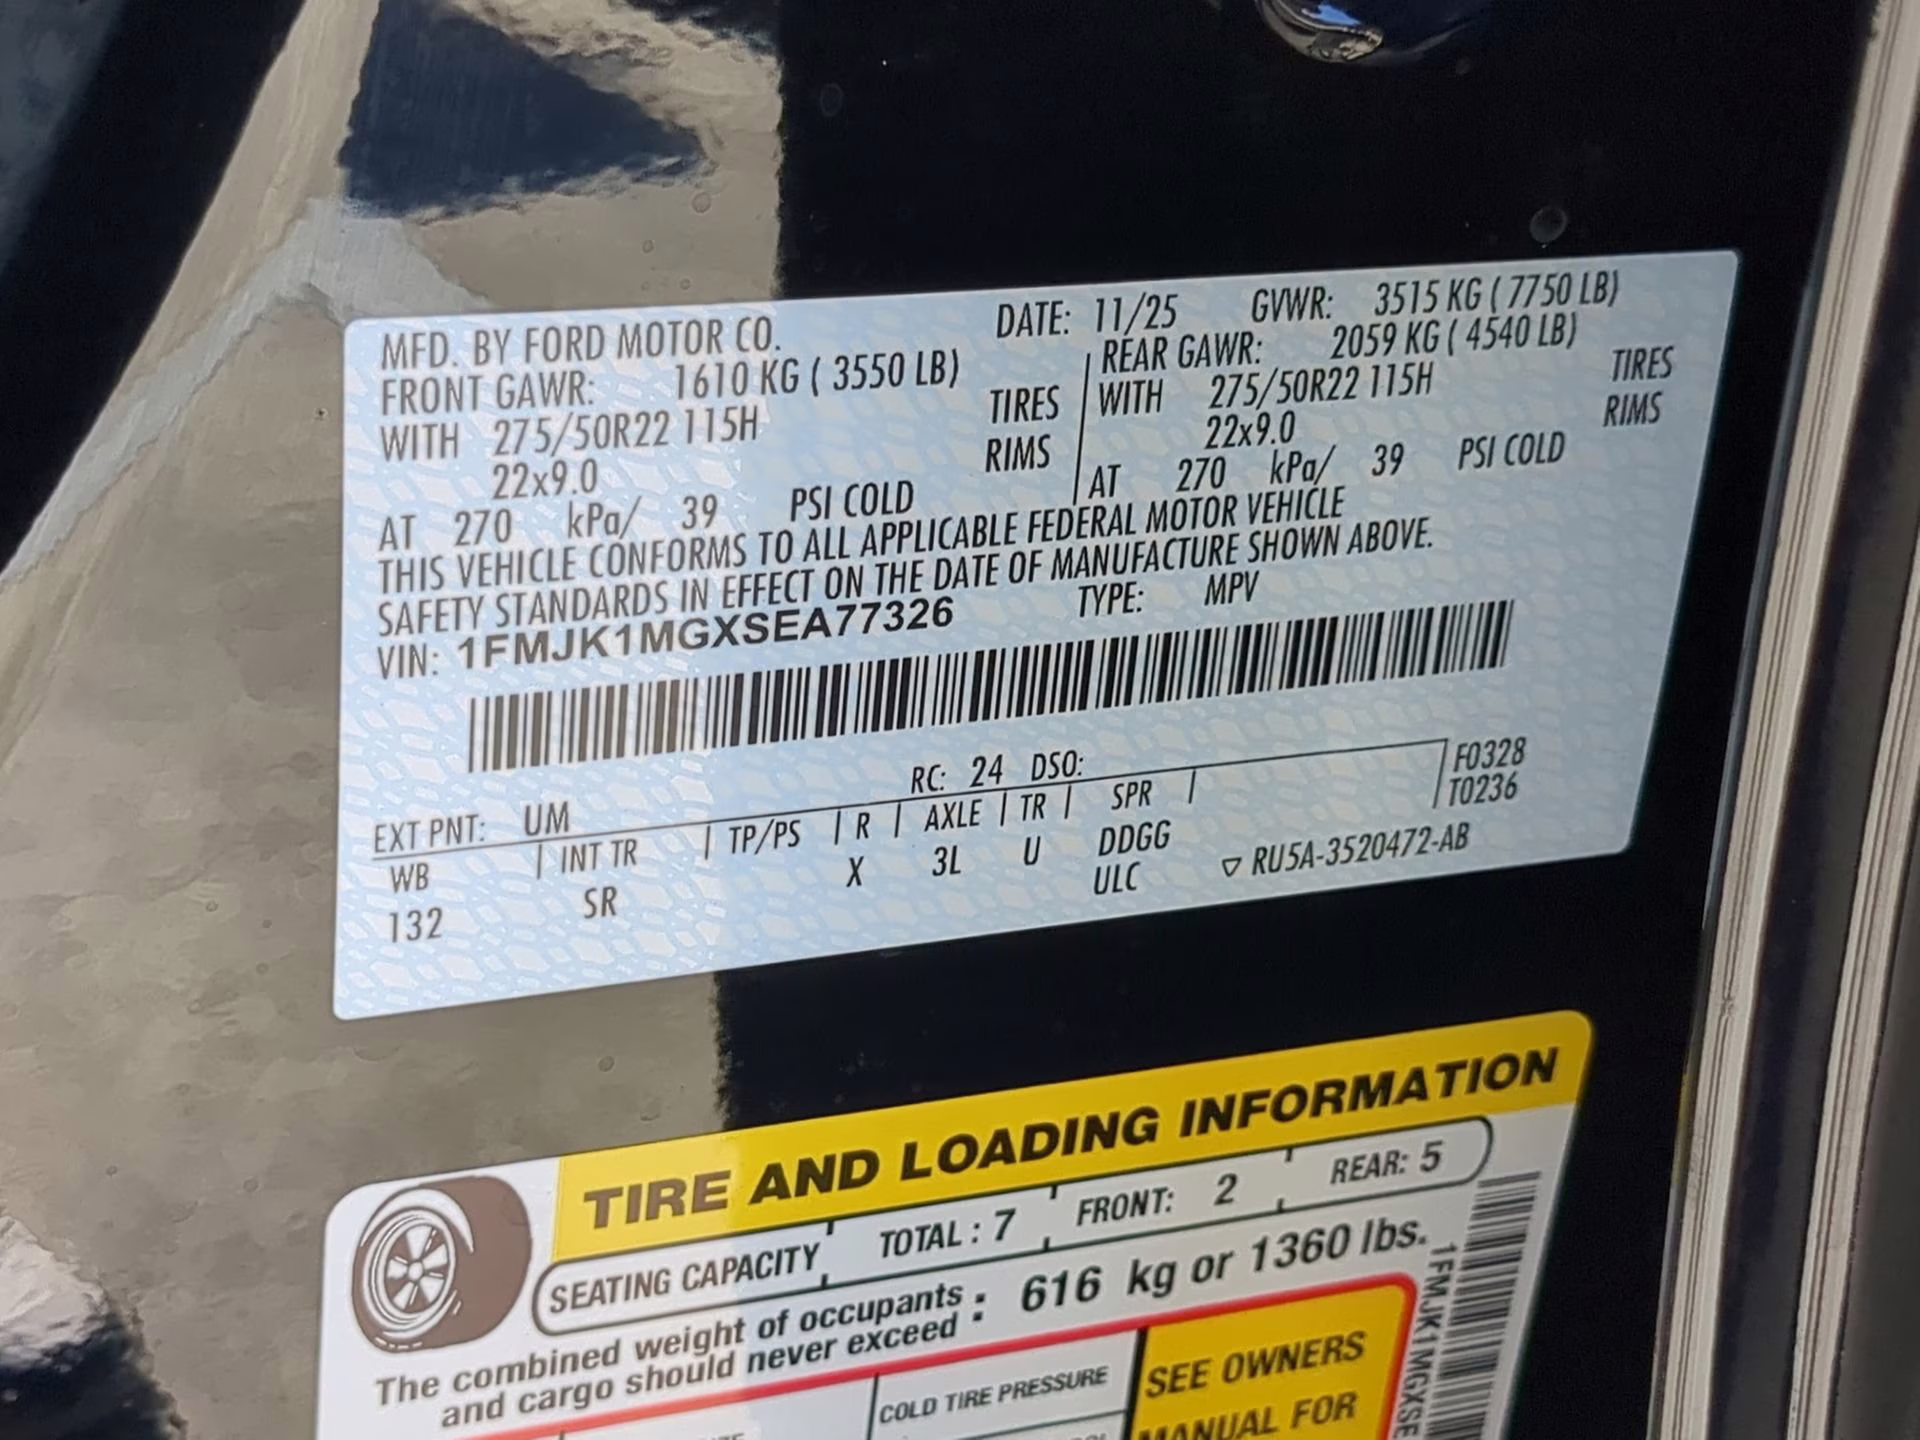 MFD. BY FORD MOTOR CO. DATE: 11/25 GVWR: 3515 KG ( 7750 LB)
FRONT GAWR: 1610 KG ( 3550 LB) REAR GAWR: 2059 KG ( 4540 LB)
WITH 275/50R22 115H TIRES WITH 275/50R22 115H TIRES
22x9.0 RIMS 22x9.0 RIMS
AT 270 kPa/ 39 PSI COLD AT 270 kPa/ 39 PSI COLD
THIS VEHICLE CONFORMS TO ALL APPLICABLE FEDERAL MOTOR VEHICLE
SAFETY STANDARDS IN EFFECT ON THE DATE OF MANUFACTURE SHOWN ABOVE.
VIN: 1FMJK1MGXSEA77326 TYPE: MPV
F0328
EXT PNT: UM RC: 24 DSO: T0236
WB INT TR TP/PS R AXLE TR SPR
132 SR X 3L U DDGG
ULC ▽ RU5A-3520472-AB
TIRE AND LOADING INFORMATION
SEATING CAPACITY TOTAL : 7 FRONT: 2 REAR: 5
The combined weight of occupants
and cargo should never exceed : 616 kg or 1360 lbs.
COLD TIRE PRESSURE
SEE OWNERS
MANUAL FOR
1FMJK1MGXSE